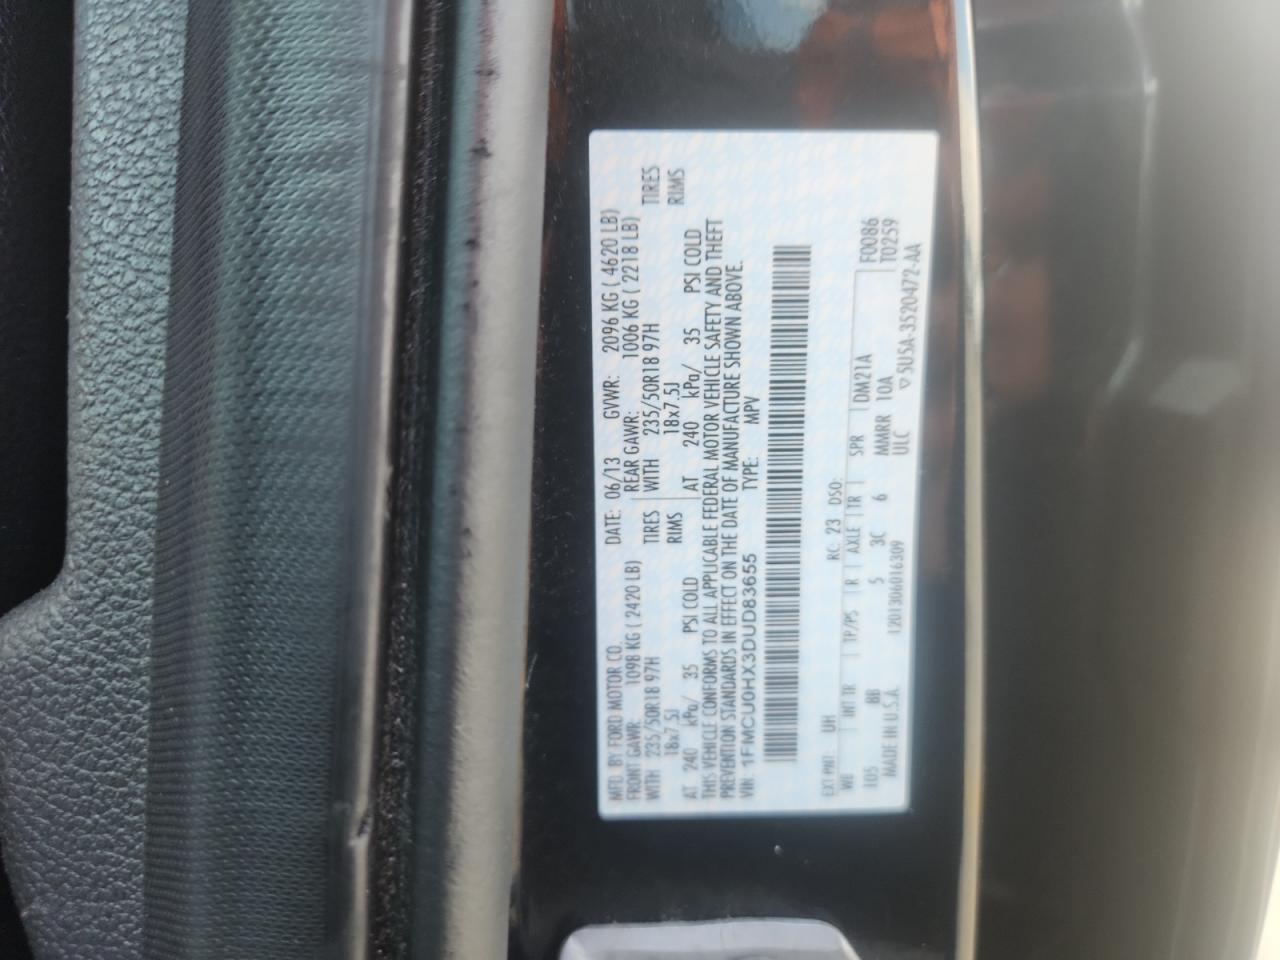 MFD. BY FORD MOTOR CO. DATE: 06/13 GVWR: 2096 KG ( 4620 LB)
FRONT GAWR: 1098 KG ( 2420 LB) REAR GAWR: 1006 KG ( 2218 LB)
WITH 235/50R18 97H TIRES WITH 235/50R18 97H TIRES
18x7.5J RIMS 18x7.5J RIMS
AT 240 kPa/ 35 PSI COLD AT 240 kPa/ 35 PSI COLD
THIS VEHICLE CONFORMS TO ALL APPLICABLE FEDERAL MOTOR VEHICLE SAFETY AND THEFT
PREVENTION STANDARDS IN EFFECT ON THE DATE OF MANUFACTURE SHOWN ABOVE.
VIN: 1FMCU0HX3DUD83655 TYPE: MPV
EXT PNT: UH RC: 23 DSO: F0086
WB INT TR TP/PS R AXLE TR SPR DM21A T0259
105 8B 5 3C 6 MMRR 10A
MADE IN U.S.A. 1201306016309 ULC 5U5A-3520472-AA